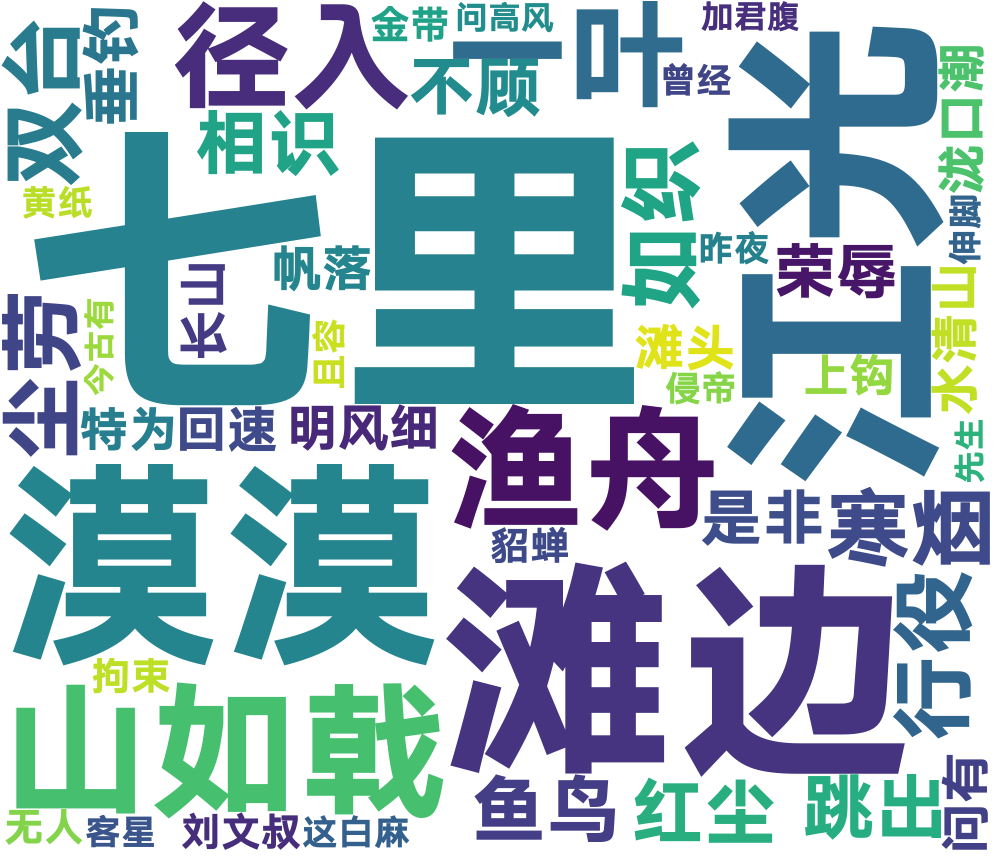 双台
垂钓
径入
金带
问高风
一叶
加君腹
不顾
曾经
江光
泷口潮
相识
如织
黄纸
七里
帆落
昨夜
荣辱
伸脚
长山
尘劳
今古有
且容
滩头
侵帝
上钩
水清山
特为
回速
明风细
渔舟
先生
漠漠
貂蝉
是非
寒烟
滩边
行役
拘束
山如戟
鱼鸟
红尘
跳出
尚有
无人
客星
刘文叔
这白麻